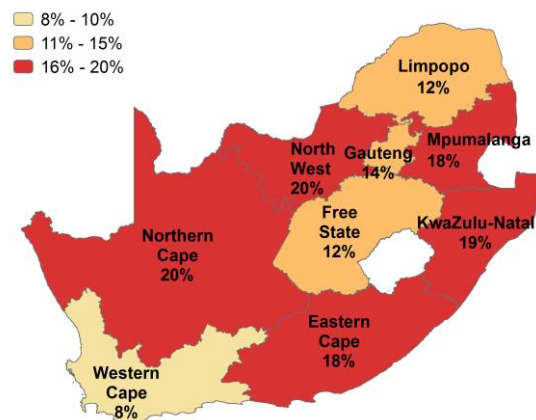 8% - 10%
11% - 15%
16% - 20%
Limpopo
12%
Mpumalanga
18%
Gauteng
14%
North
West
20%
Free
State
12%
KwaZulu-Natal
19%
Northern
Cape
20%
Eastern
Cape
18%
Western
Cape
8%